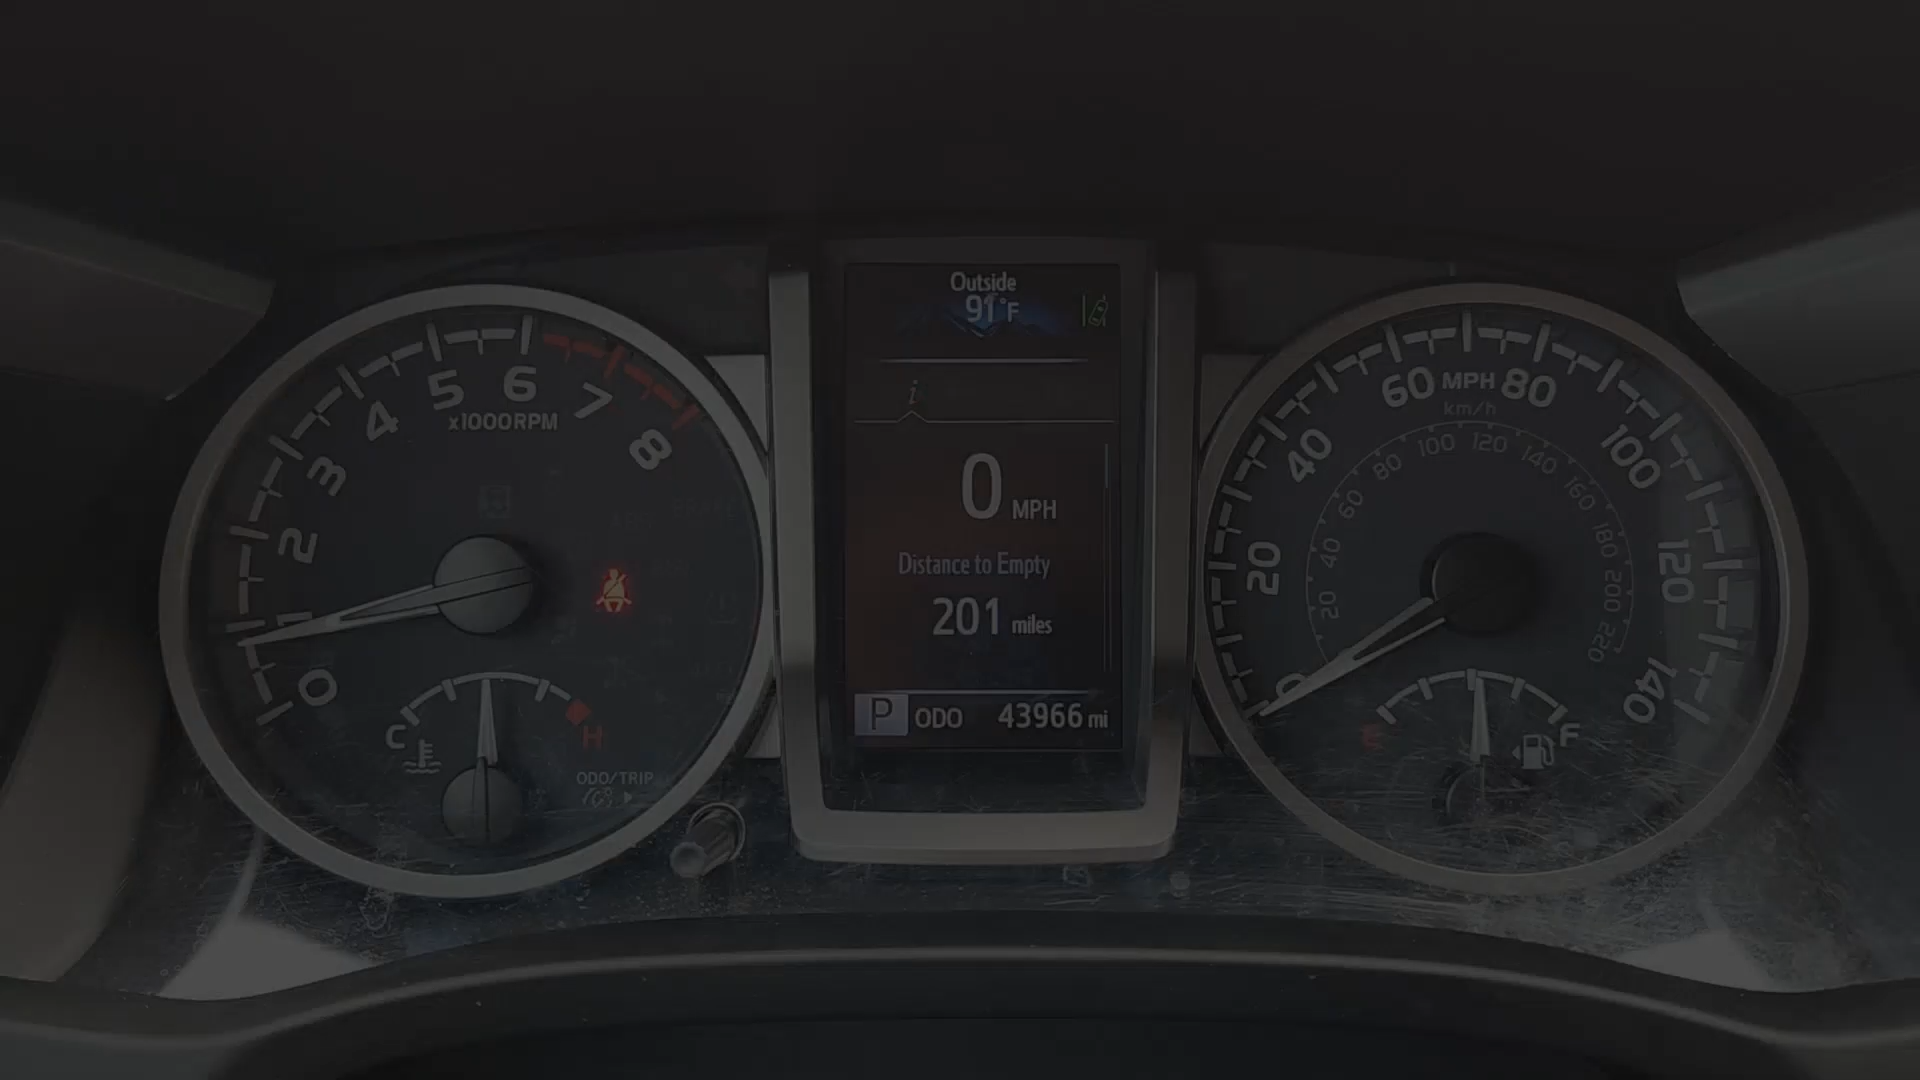 0
1
2
3
4
5
6
7
8
x1000RPM
C
H
ODO/TRIP
Outside
91°F
i
0 MPH
Distance to Empty
201 miles
P ODO 43966 mi
0
20
40
60
MPH
80
100
120
140
km/h
20
40
60
80
100
120
140
160
180
200
220
E
F